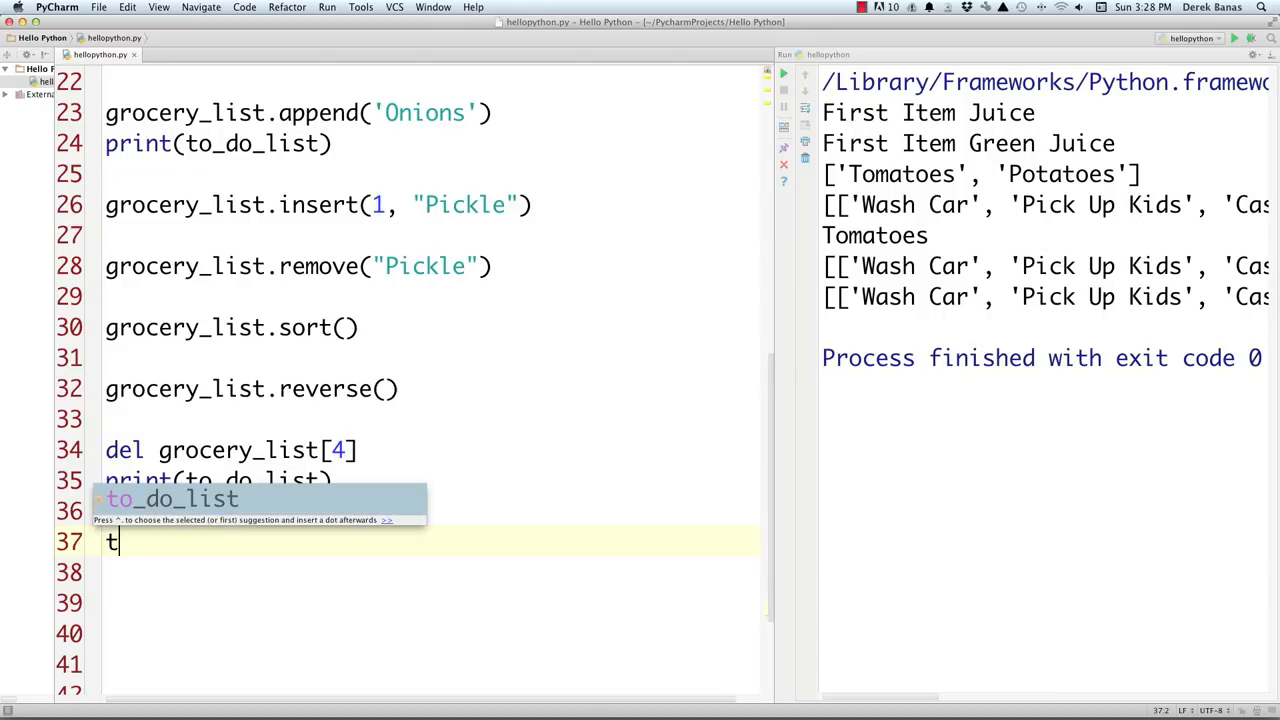 PyCharm File Edit View Navigate Code Refactor Run Tools VCS Window Help 10 Sun 3:28 PM Derek Banas
hellopython.py - Hello Python - [~/PycharmProjects/Hello Python]
Hello Python hellopython.py hellopython
hellopython.py Run hellopython
Hello P
hell
Extern
22
23 grocery_list.append('Onions')
24 print(to_do_list)
25
26 grocery_list.insert(1, "Pickle")
27
28 grocery_list.remove("Pickle")
29
30 grocery_list.sort()
31
32 grocery_list.reverse()
33
34 del grocery_list[4]
35 print(to_do_list)
to_do_list
36
Press ^. to choose the selected (or first) suggestion and insert a dot afterwards >>
37 t
38
39
40
41
42
/Library/Frameworks/Python.framewo
First Item Juice
First Item Green Juice
['Tomatoes', 'Potatoes']
[['Wash Car', 'Pick Up Kids', 'Cas
Tomatoes
[['Wash Car', 'Pick Up Kids', 'Cas
[['Wash Car', 'Pick Up Kids', 'Cas
Process finished with exit code 0
37:2 LF UTF-8